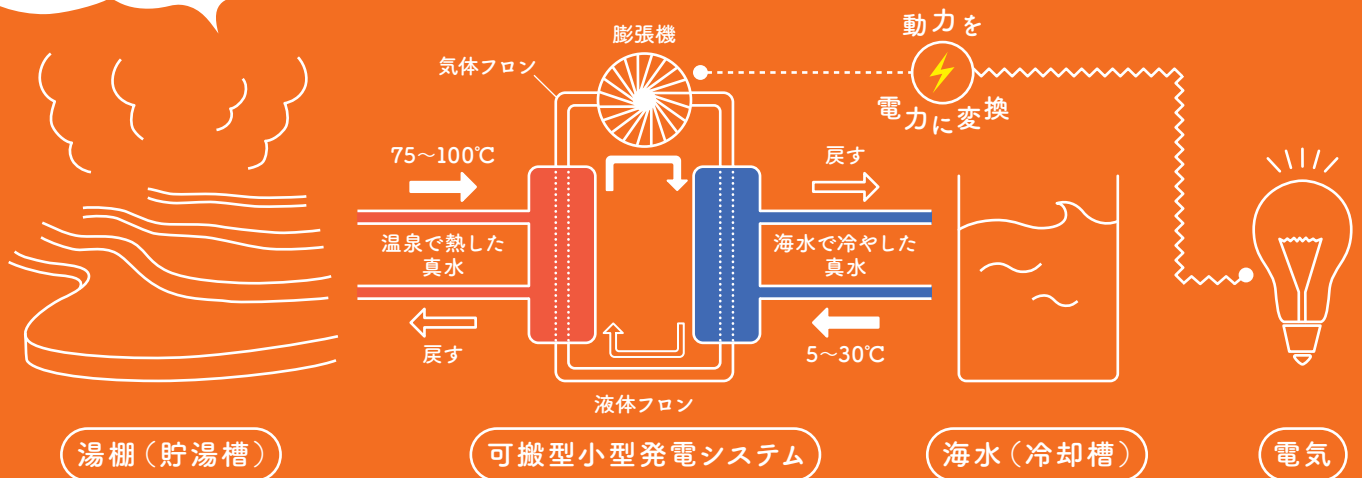 膨張機
気体フロン
動力を
電力に変換
75〜100℃
温泉で熱した
真水
戻す
戻す
海水で冷やした
真水
5〜30℃
液体フロン
湯棚（貯湯槽）
可搬型小型発電システム
海水（冷却槽）
電気